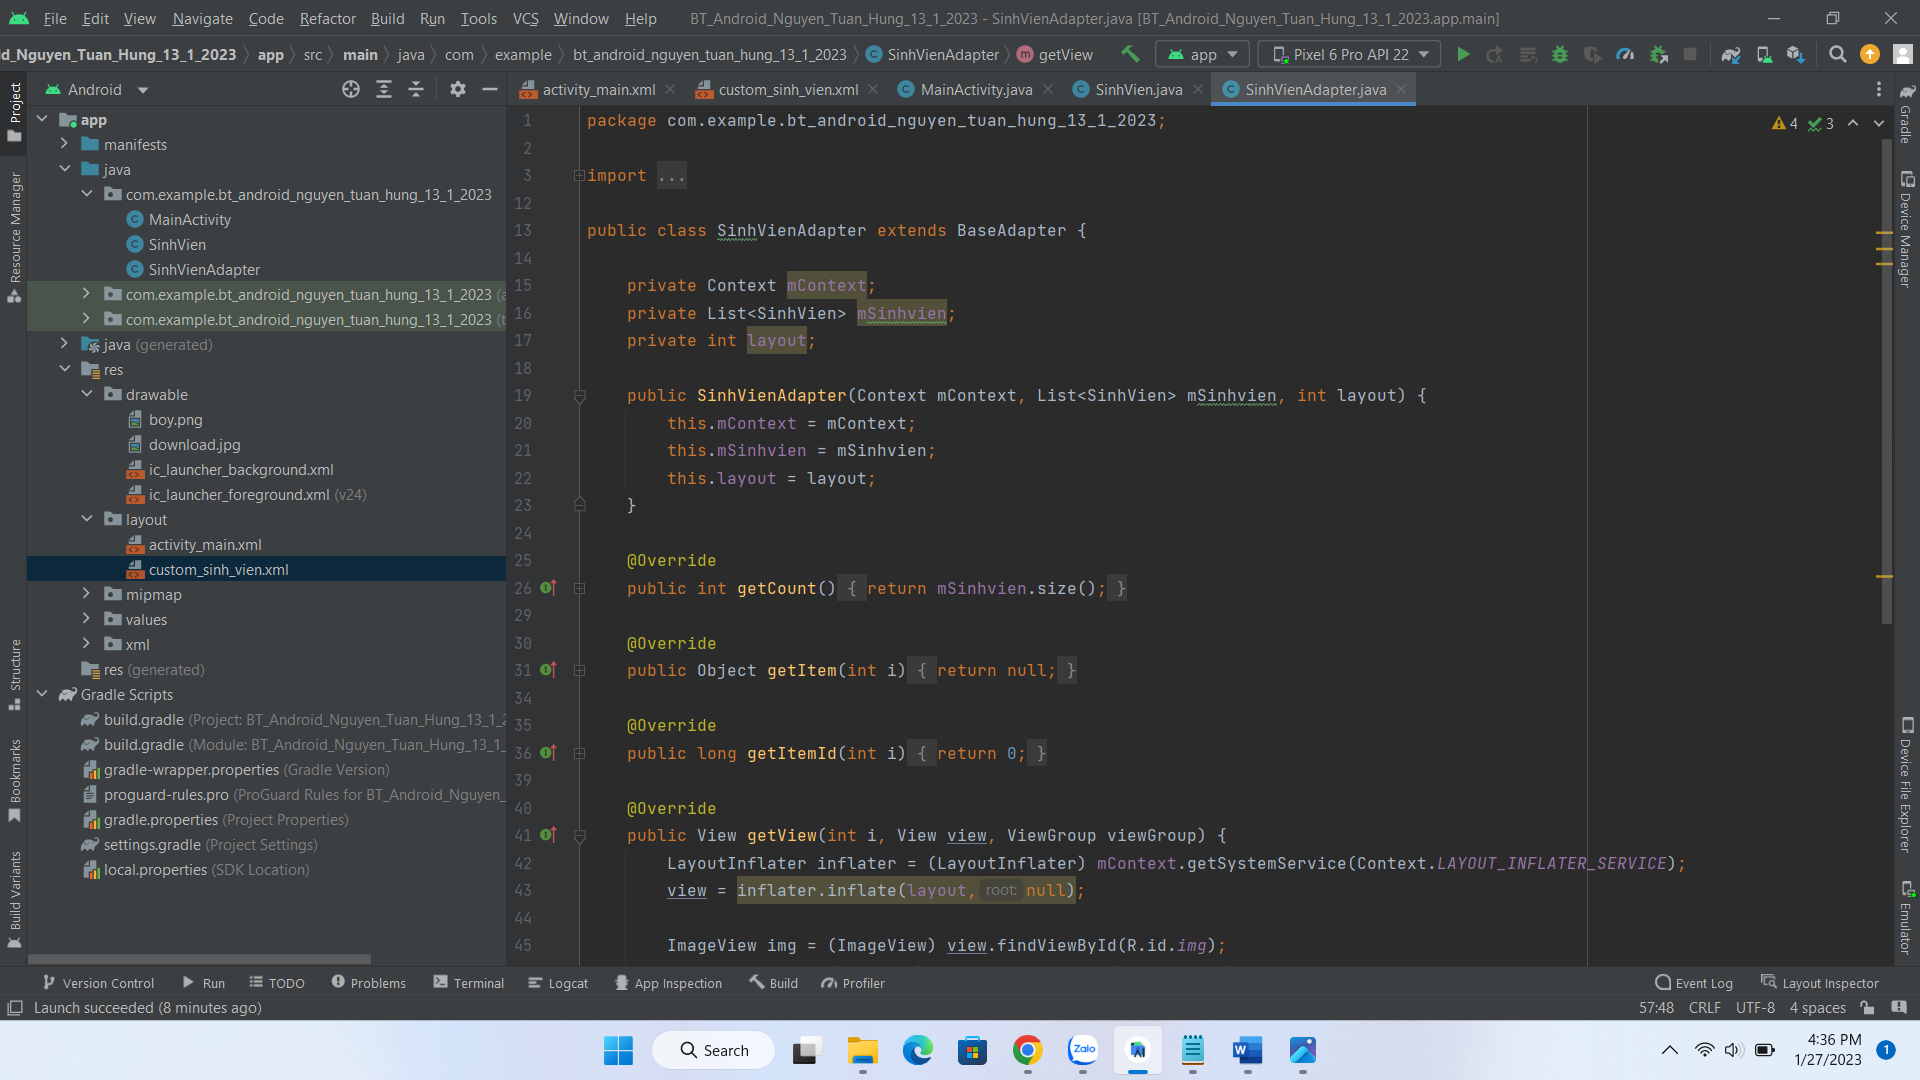 File Edit View Navigate Code Refactor Build Run Tools VCS Window Help BT_Android_Nguyen_Tuan_Hung_13_1_2023 - SinhVienAdapter.java [BT_Android_Nguyen_Tuan_Hung_13_1_2023.app.main]
d_Nguyen_Tuan_Hung_13_1_2023 app src main java com example bt_android_nguyen_tuan_hung_13_1_2023 SinhVienAdapter getView app Pixel 6 Pro API 22
Android activity_main.xml custom_sinh_vien.xml MainActivity.java SinhVien.java SinhVienAdapter.java
Project
Resource Manager
Structure
Bookmarks
Build Variants
app
manifests
java
com.example.bt_android_nguyen_tuan_hung_13_1_2023
MainActivity
SinhVien
SinhVienAdapter
com.example.bt_android_nguyen_tuan_hung_13_1_2023 (a
com.example.bt_android_nguyen_tuan_hung_13_1_2023 (t
java (generated)
res
drawable
boy.png
download.jpg
ic_launcher_background.xml
ic_launcher_foreground.xml (v24)
layout
activity_main.xml
custom_sinh_vien.xml
mipmap
values
xml
res (generated)
Gradle Scripts
build.gradle (Project: BT_Android_Nguyen_Tuan_Hung_13_1_2
build.gradle (Module: BT_Android_Nguyen_Tuan_Hung_13_1_
gradle-wrapper.properties (Gradle Version)
proguard-rules.pro (ProGuard Rules for BT_Android_Nguyen_
gradle.properties (Project Properties)
settings.gradle (Project Settings)
local.properties (SDK Location)
4 3
1 package com.example.bt_android_nguyen_tuan_hung_13_1_2023;
2
3 import ...
12
13 public class SinhVienAdapter extends BaseAdapter {
14
15 private Context mContext;
16 private List<SinhVien> mSinhvien;
17 private int layout;
18
19 public SinhVienAdapter(Context mContext, List<SinhVien> mSinhvien, int layout) {
20 this.mContext = mContext;
21 this.mSinhvien = mSinhvien;
22 this.layout = layout;
23 }
24
25 @Override
26 public int getCount() { return mSinhvien.size(); }
29
30 @Override
31 public Object getItem(int i) { return null; }
34
35 @Override
36 public long getItemId(int i) { return 0; }
39
40 @Override
41 public View getView(int i, View view, ViewGroup viewGroup) {
42 LayoutInflater inflater = (LayoutInflater) mContext.getSystemService(Context.LAYOUT_INFLATER_SERVICE);
43 view = inflater.inflate(layout, root: null);
44
45 ImageView img = (ImageView) view.findViewById(R.id.img);
Gradle
Device Manager
Device File Explorer
Emulator
Version Control Run TODO Problems Terminal Logcat App Inspection Build Profiler Event Log Layout Inspector
Launch succeeded (8 minutes ago) 57:48 CRLF UTF-8 4 spaces
Search Zalo AI W 4:36 PM
1/27/2023 1